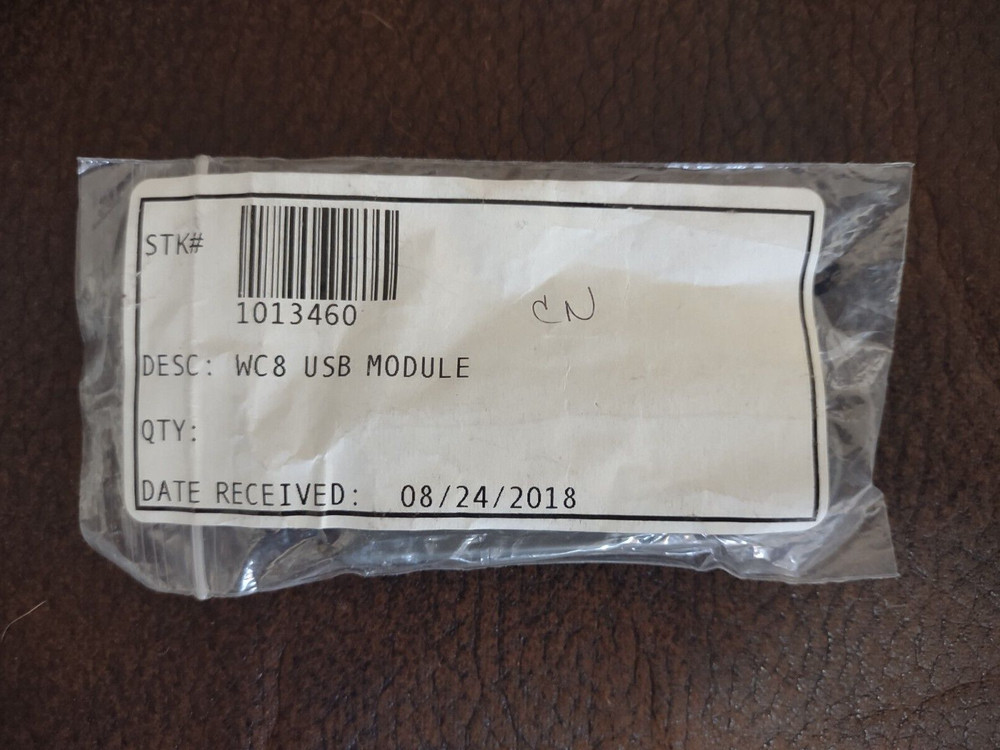 STK#
1013460
CN
DESC: WC8 USB MODULE
QTY:
DATE RECEIVED: 08/24/2018